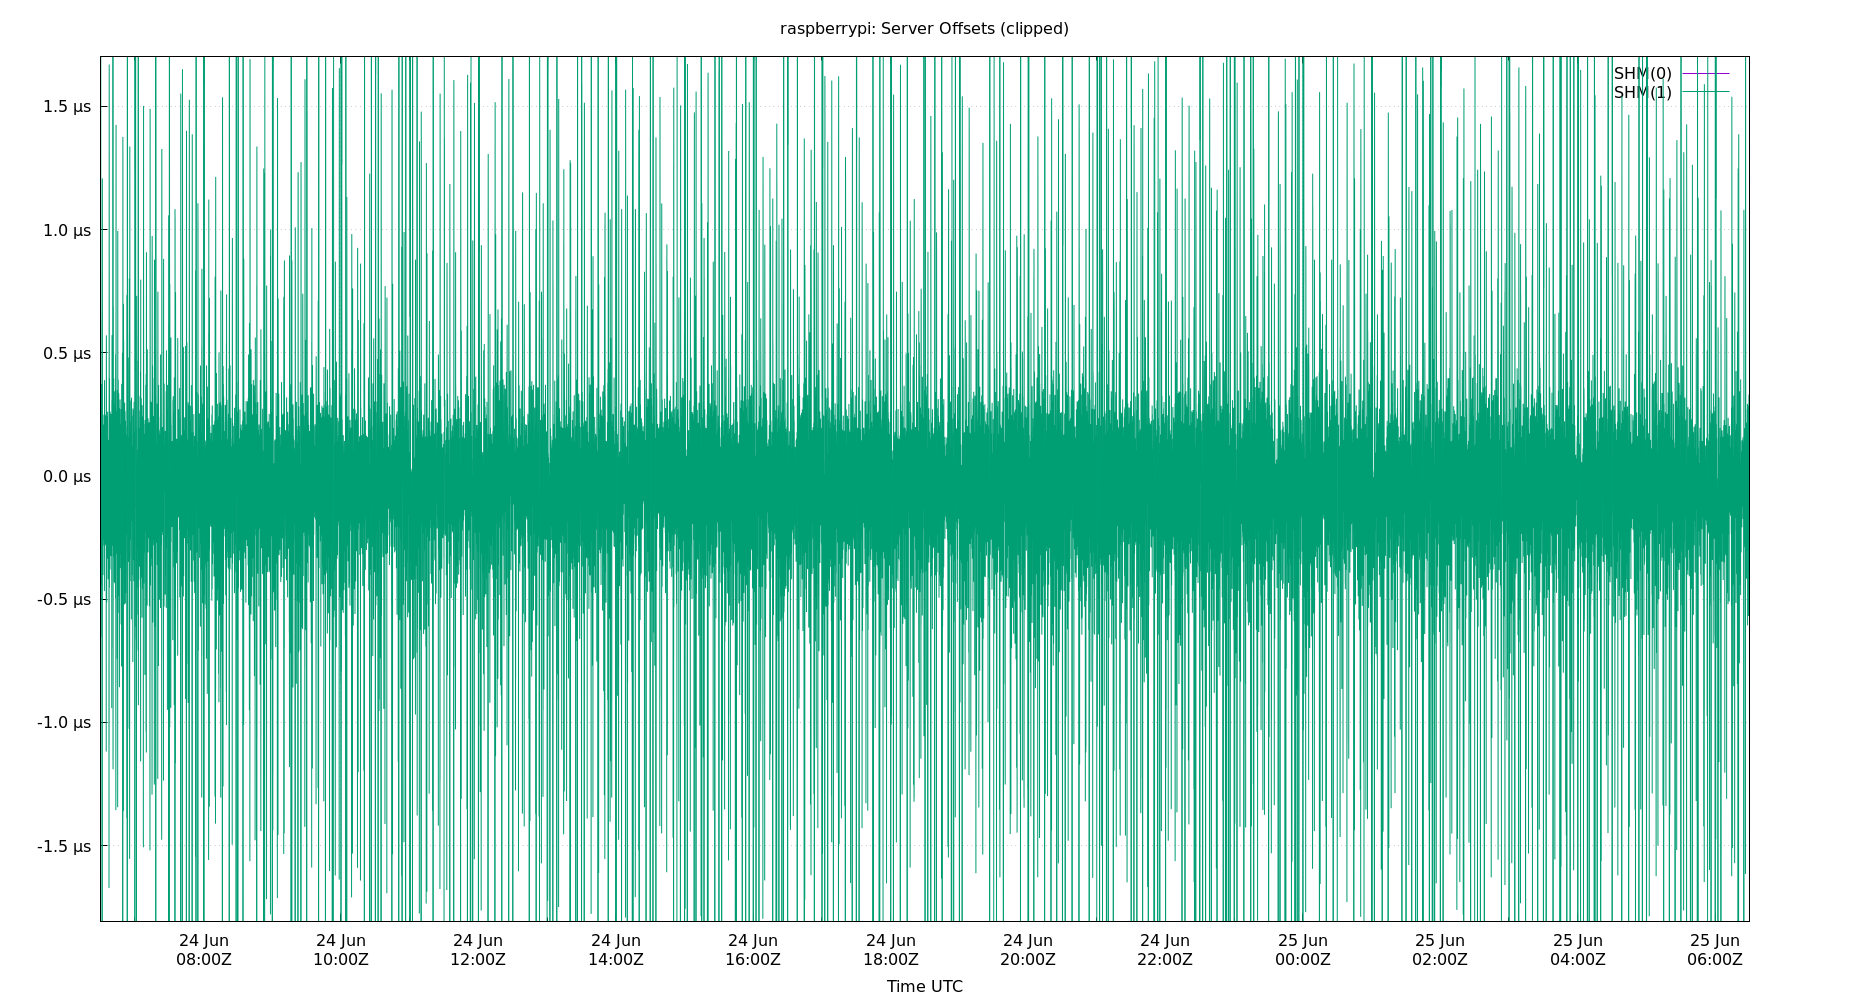 raspberrypi: Server Offsets (clipped)
SHM(0)
SHM(1)
1.5 μs
1.0 μs
0.5 μs
0.0 μs
-0.5 μs
-1.0 μs
-1.5 μs
24 Jun 24 Jun 24 Jun 24 Jun 24 Jun 24 Jun 24 Jun 24 Jun 25 Jun 25 Jun 25 Jun 25 Jun
08:00Z 10:00Z 12:00Z 14:00Z 16:00Z 18:00Z 20:00Z 22:00Z 00:00Z 02:00Z 04:00Z 06:00Z
Time UTC